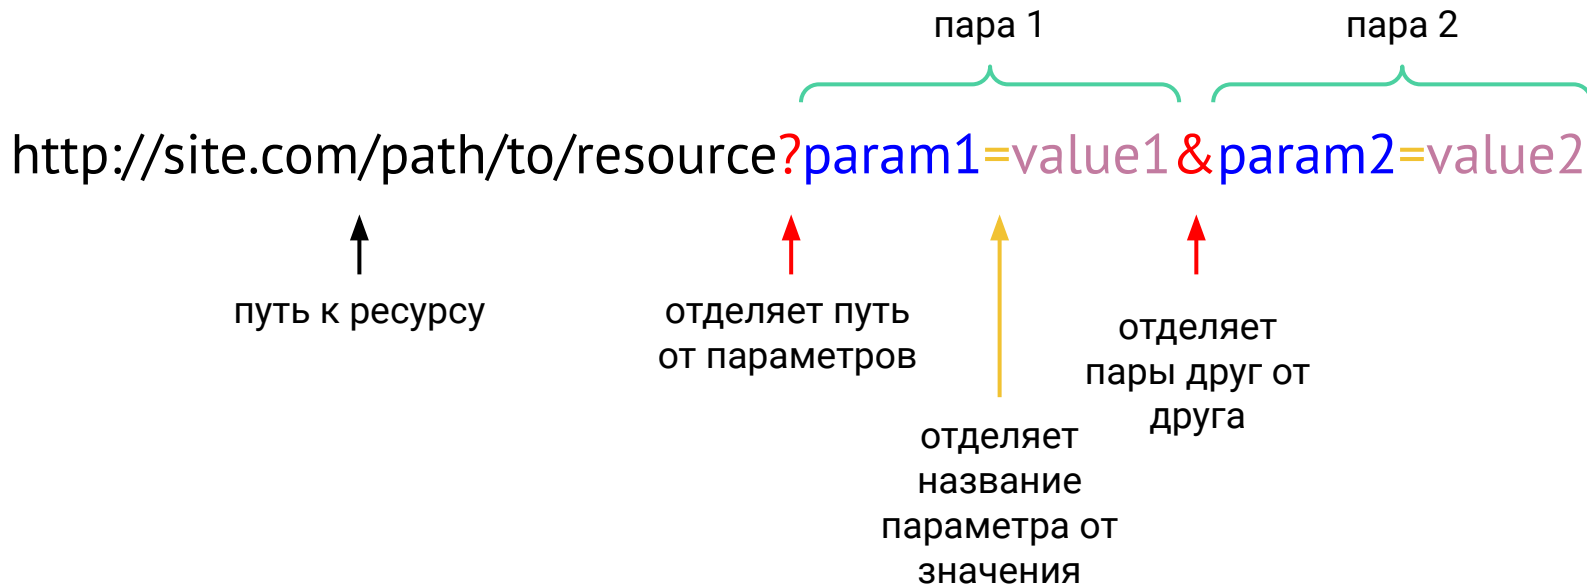 пара 1
пара 2
http://site.com/path/to/resource?param1=value1&param2=value2
путь к ресурсу
отделяет путь
от параметров
отделяет
название
параметра от
значения
отделяет
пары друг от
друга